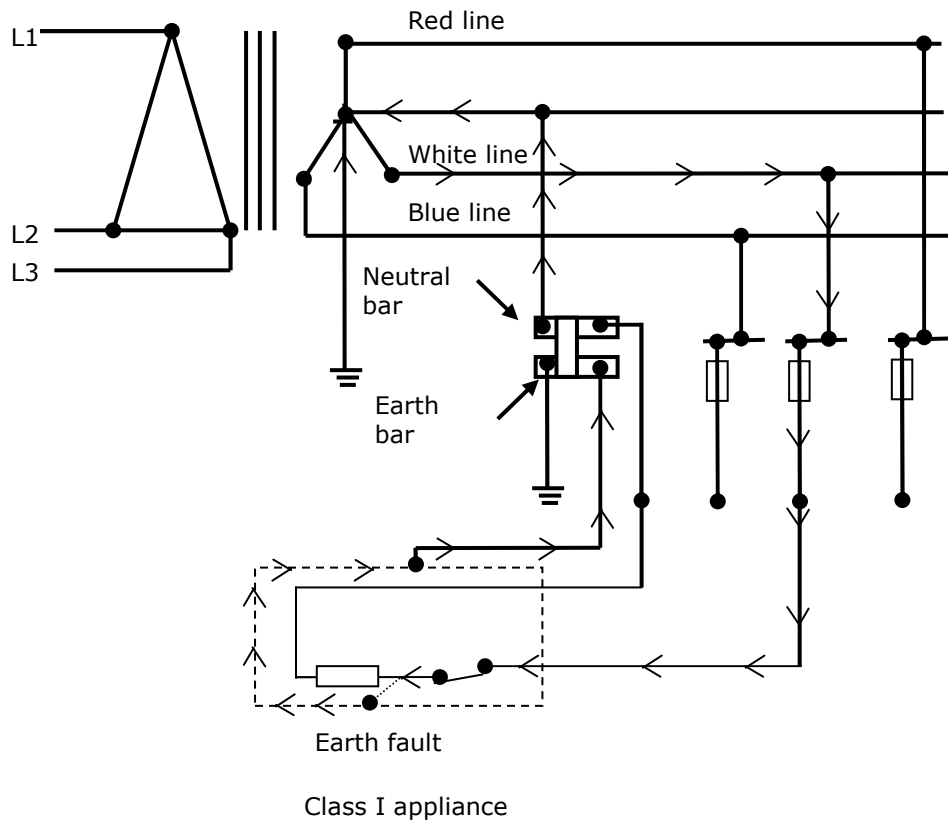 Red line
L1
White line
Blue line
L2
L3
Neutral
bar
Earth
bar
Earth fault
Class I appliance